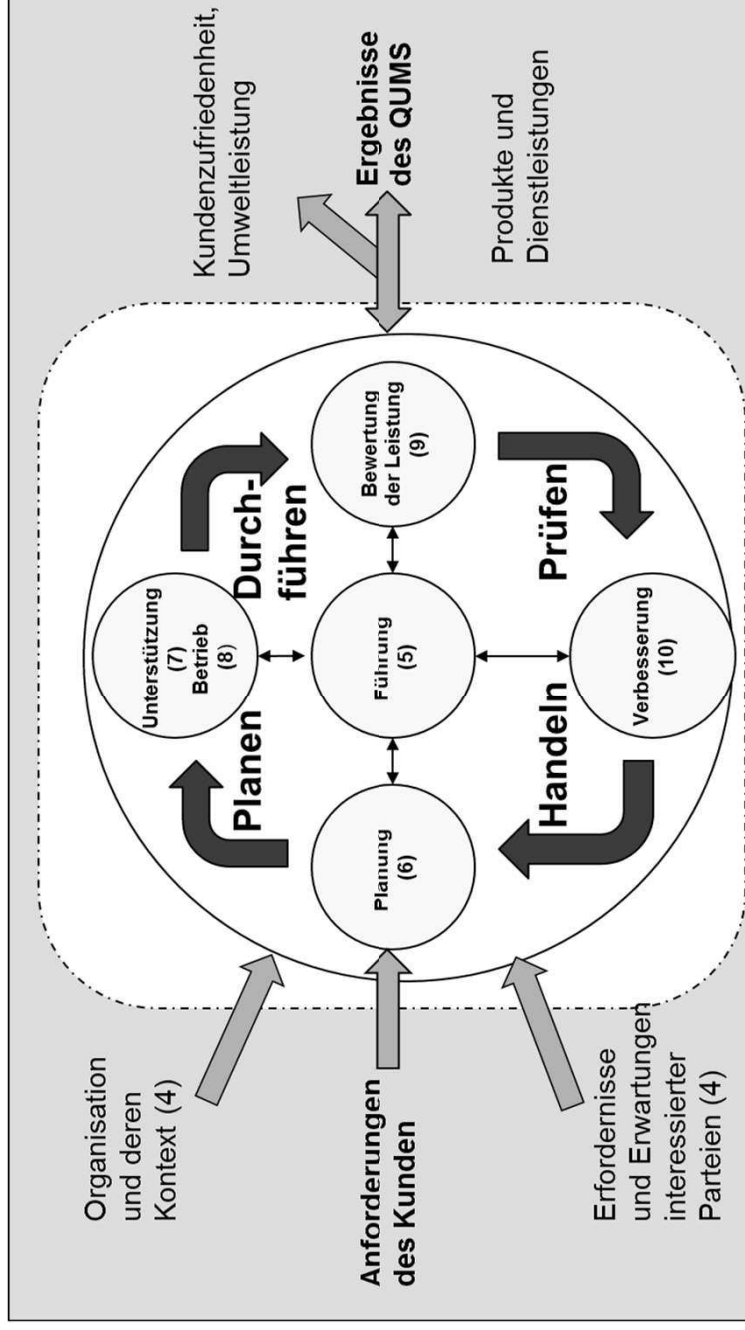 Organisation
und deren
Kontext (4)
Anforderungen
des Kunden
Erfordernisse
und Erwartungen
interessierter
Parteien (4)
Planen
Unterstützung
(7)
Betrieb
(8)
Durch-
führen
Planung
(6)
Führung
(5)
Bewertung
der Leistung
(9)
Handeln
Verbesserung
(10)
Prüfen
Kundenzufriedenheit,
Umweltleistung
Ergebnisse
des QUMS
Produkte und
Dienstleistungen